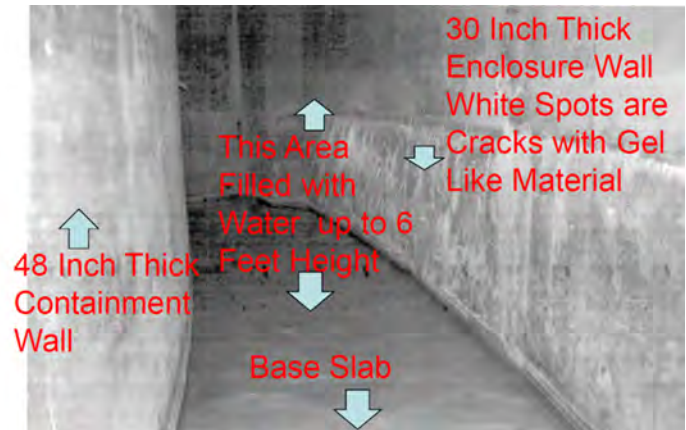 30 Inch Thick
Enclosure Wall
White Spots are
Cracks with Gel
Like Material
This Area
Filled with
Water up to 6
Feet Height
48 Inch Thick
Containment
Wall
Base Slab